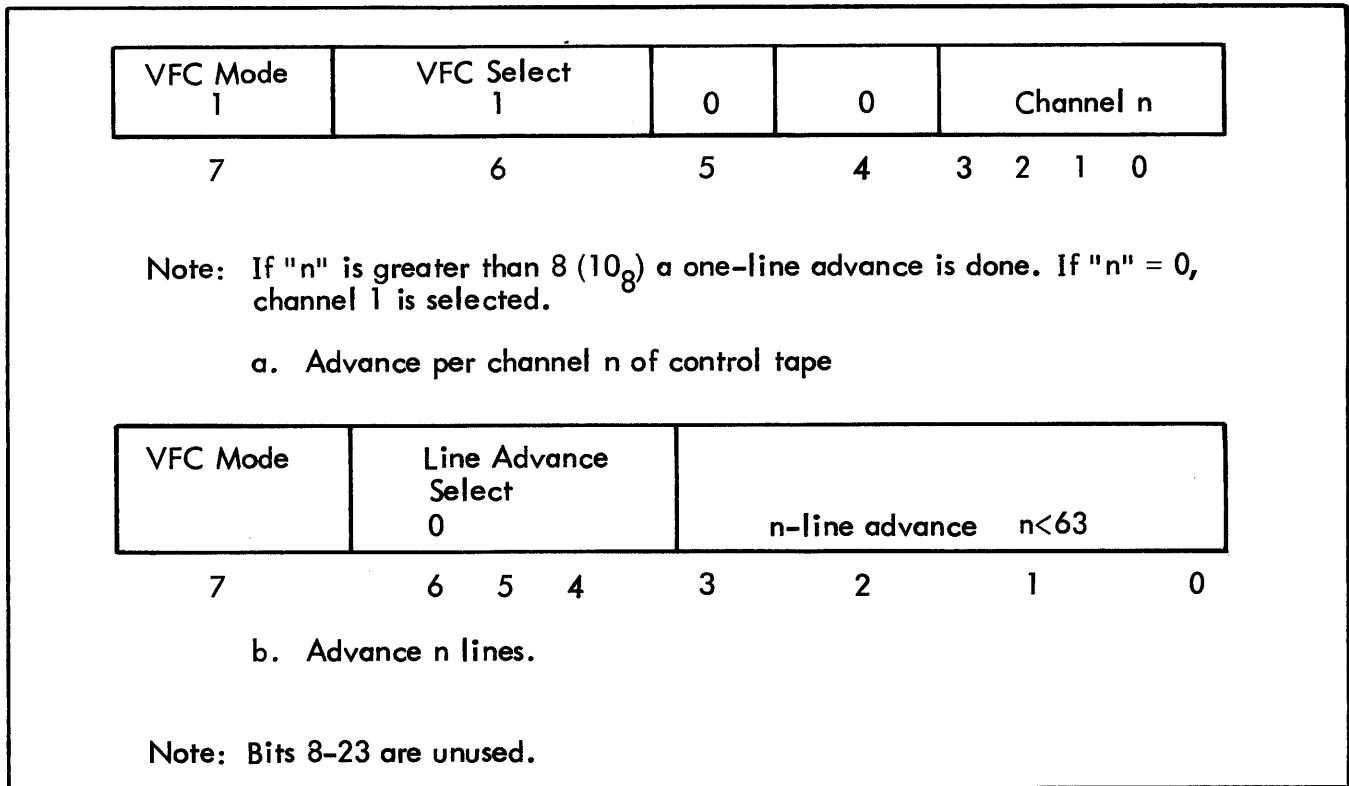 VFC Mode VFC Select
1 1 0 0 Channel n
7 6 5 4 3 2 1 0
Note: If "n" is greater than 8 (10₈) a one-line advance is done. If "n" = 0,
channel 1 is selected.
a. Advance per channel n of control tape
VFC Mode Line Advance
Select
0 n-line advance n<63
7 6 5 4 3 2 1 0
b. Advance n lines.
Note: Bits 8-23 are unused.